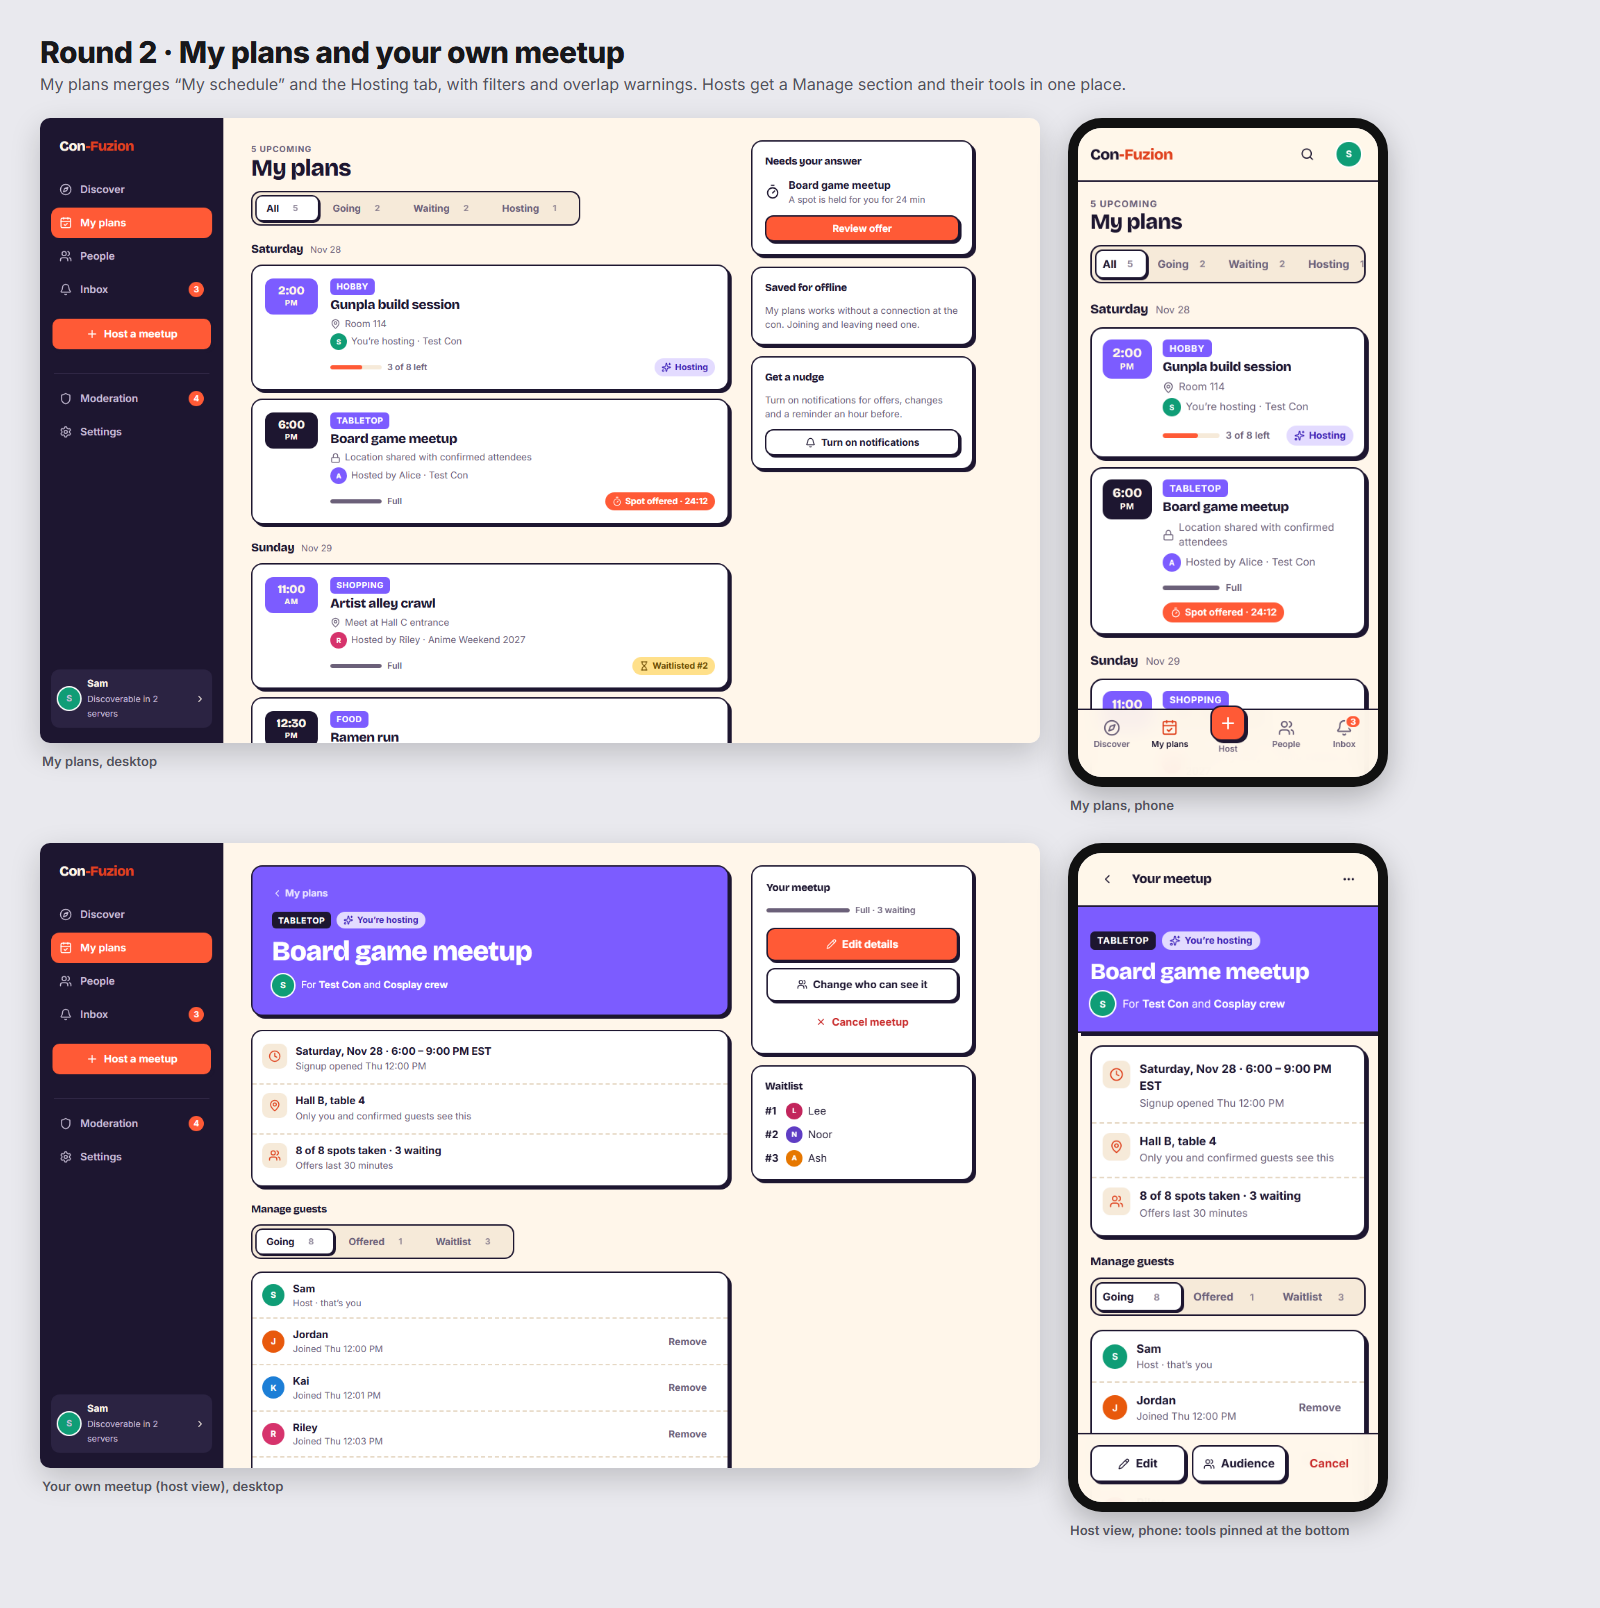 Round 2 · My plans and your own meetup
My plans merges “My schedule” and the Hosting tab, with filters and overlap warnings. Hosts get a Manage section and their tools in one place.
Con-Fuzion
Discover
My plans
People
Inbox 3
+ Host a meetup
Moderation 4
Settings
S
Sam
Discoverable in 2
servers
5 UPCOMING
My plans
All 5 Going 2 Waiting 2 Hosting 1
Saturday Nov 28
2:00
PM
HOBBY
Gunpla build session
Room 114
S You’re hosting · Test Con
3 of 8 left
Hosting
6:00
PM
TABLETOP
Board game meetup
Location shared with confirmed attendees
A Hosted by Alice · Test Con
Full
Spot offered · 24:12
Sunday Nov 29
11:00
AM
SHOPPING
Artist alley crawl
Meet at Hall C entrance
R Hosted by Riley · Anime Weekend 2027
Full
Waitlisted #2
12:30
PM
FOOD
Ramen run
Needs your answer
Board game meetup
A spot is held for you for 24 min
Review offer
Saved for offline
My plans works without a connection at the
con. Joining and leaving need one.
Get a nudge
Turn on notifications for offers, changes
and a reminder an hour before.
Turn on notifications
My plans, desktop
Con-Fuzion
S
5 UPCOMING
My plans
All 5 Going 2 Waiting 2 Hosting 1
Saturday Nov 28
2:00
PM
HOBBY
Gunpla build session
Room 114
S You’re hosting · Test Con
3 of 8 left
Hosting
6:00
PM
TABLETOP
Board game meetup
Location shared with confirmed
attendees
A Hosted by Alice · Test Con
Full
Spot offered · 24:12
Sunday Nov 29
11:00
SHOPPING
Discover
My plans
Host
People
Inbox 3
My plans, phone
Con-Fuzion
Discover
My plans
People
Inbox 3
+ Host a meetup
Moderation 4
Settings
S
Sam
Discoverable in 2
servers
My plans
TABLETOP You’re hosting
Board game meetup
S For Test Con and Cosplay crew
Saturday, Nov 28 · 6:00 – 9:00 PM EST
Signup opened Thu 12:00 PM
Hall B, table 4
Only you and confirmed guests see this
8 of 8 spots taken · 3 waiting
Offers last 30 minutes
Manage guests
Going 8 Offered 1 Waitlist 3
S
Sam
Host · that’s you
J
Jordan
Joined Thu 12:00 PM
Remove
K
Kai
Joined Thu 12:01 PM
Remove
R
Riley
Joined Thu 12:03 PM
Remove
Your meetup
Full · 3 waiting
Edit details
Change who can see it
Cancel meetup
Waitlist
#1 L Lee
#2 N Noor
#3 A Ash
Your own meetup (host view), desktop
Your meetup
TABLETOP You’re hosting
Board game meetup
S For Test Con and Cosplay crew
Saturday, Nov 28 · 6:00 – 9:00 PM
EST
Signup opened Thu 12:00 PM
Hall B, table 4
Only you and confirmed guests see this
8 of 8 spots taken · 3 waiting
Offers last 30 minutes
Manage guests
Going 8 Offered 1 Waitlist 3
S
Sam
Host · that’s you
J
Jordan
Joined Thu 12:00 PM
Remove
Edit
Audience
Cancel
Host view, phone: tools pinned at the bottom